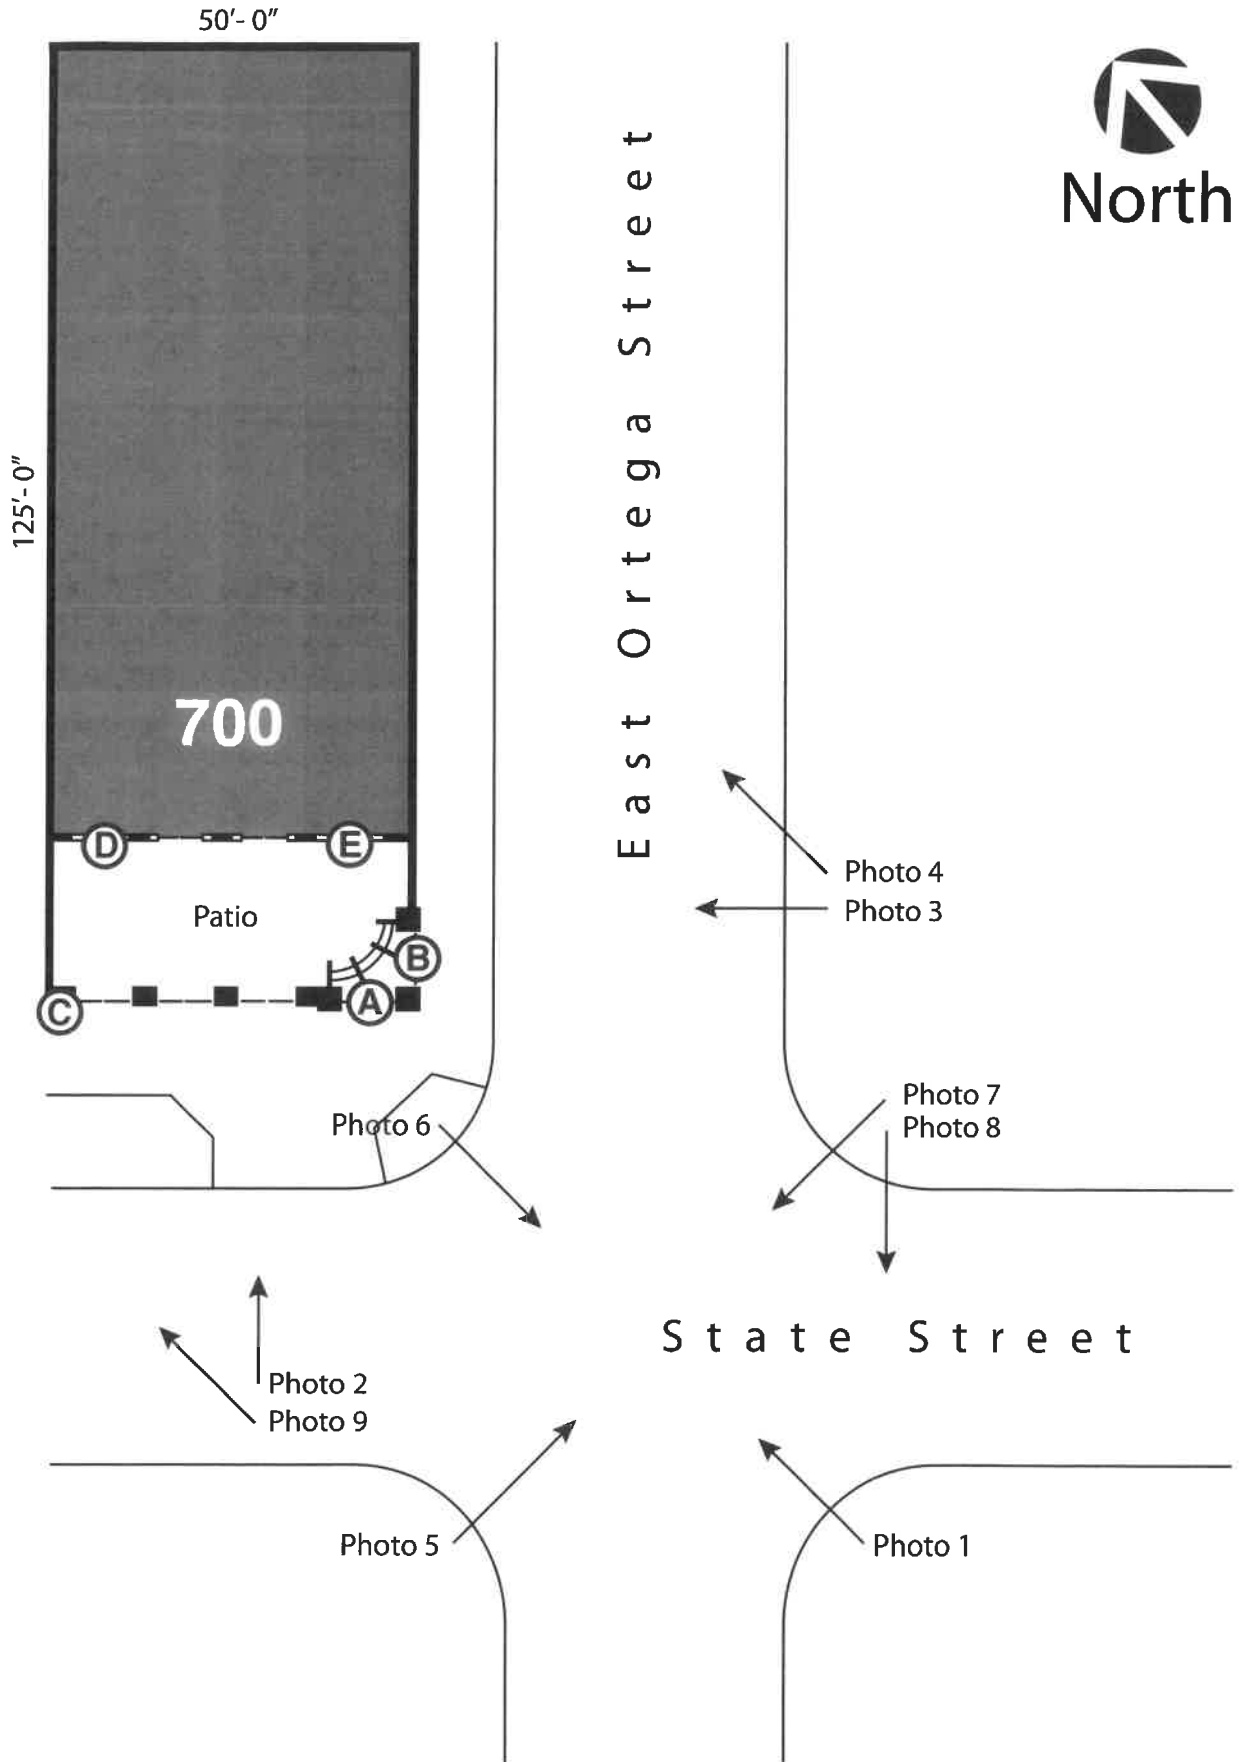 50'- 0"
North
East Ortega Street
125'- 0"
700
D
E
Photo 4
Patio
Photo 3
B
C
A
Photo 7
Photo 6
Photo 8
State Street
Photo 2
Photo 9
Photo 5
Photo 1